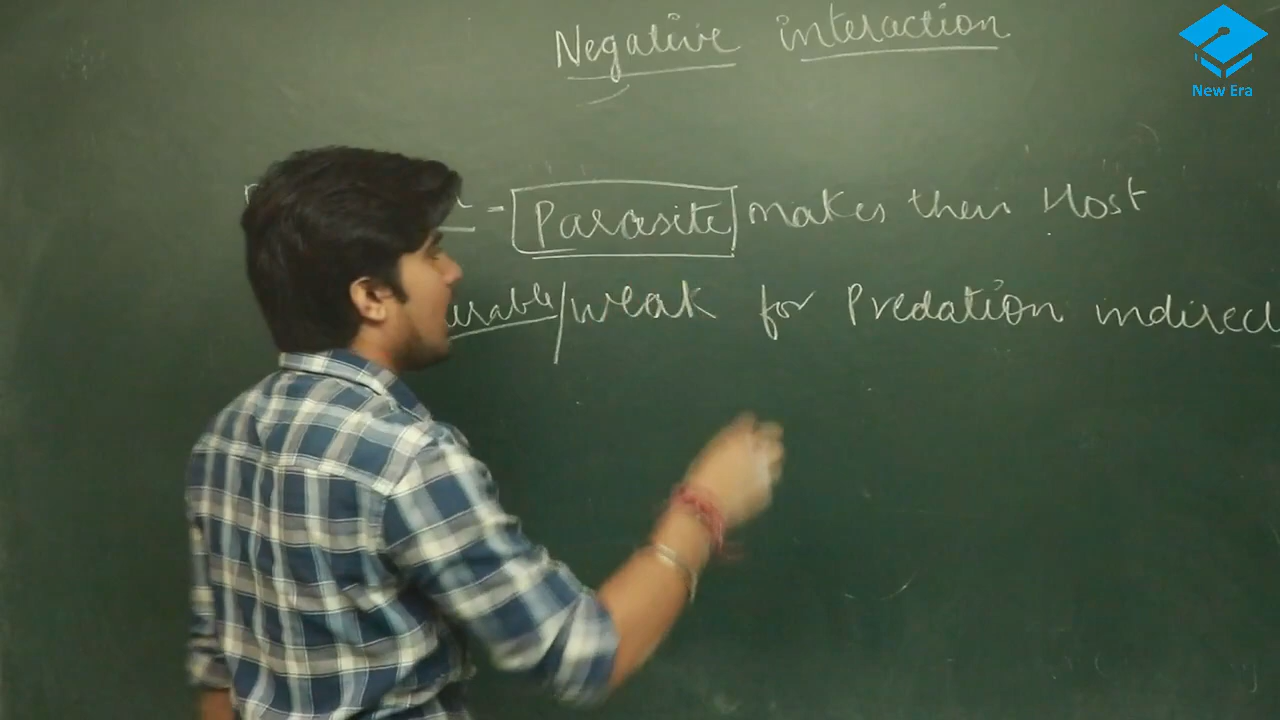 Negative interaction
New Era
- Parasite makes their Host
/weak for Predation indirect